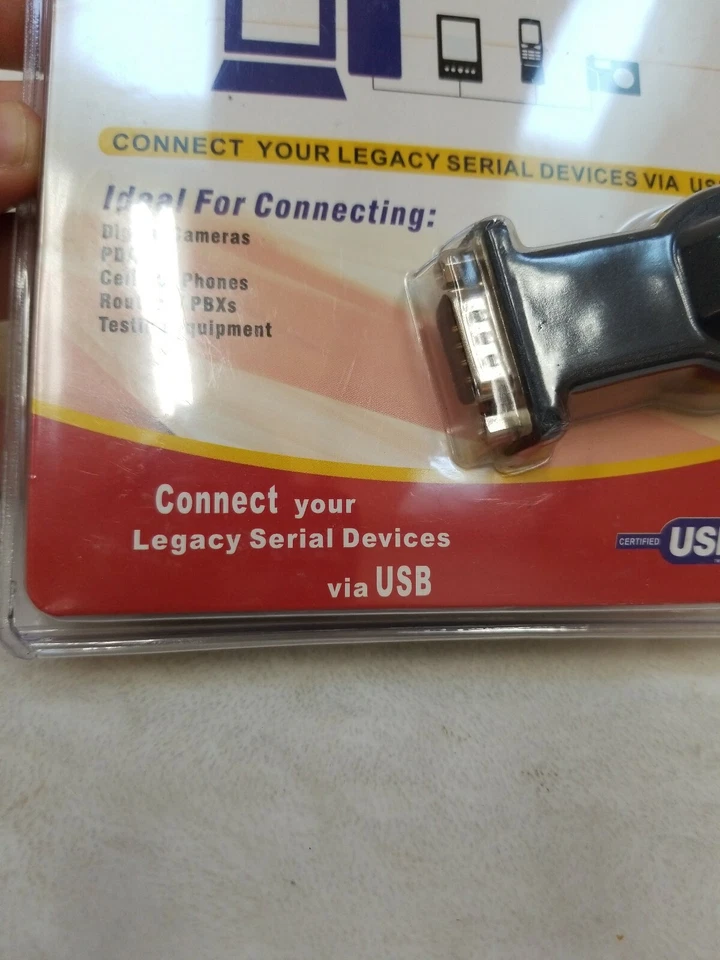 CONNECT YOUR LEGACY SERIAL DEVICES VIA
Ideal For Connecting:
Cameras
Phones
PBXs
Connect your
Legacy Serial Devices
via USB
CERTIFIED